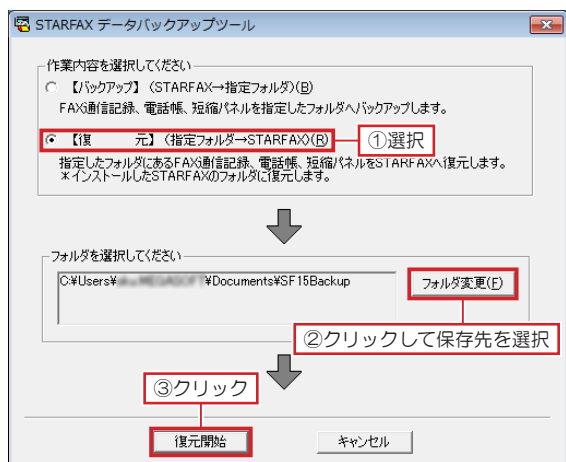 STARFAX データバックアップツール
作業内容を選択してください
【バックアップ】（STARFAX→指定フォルダ）(B)
FAX通信記録、電話帳、短縮パネルを指定したフォルダへバックアップします。
【復　　元】（指定フォルダ→STARFAX）(R)
①選択
指定したフォルダにあるFAX通信記録、電話帳、短縮パネルをSTARFAXへ復元します。
＊インストールしたSTARFAXのフォルダに復元します。
フォルダを選択してください
C:¥Users¥ ¥Documents¥SF15Backup
フォルダ変更(F)
②クリックして保存先を選択
③クリック
復元開始
キャンセル